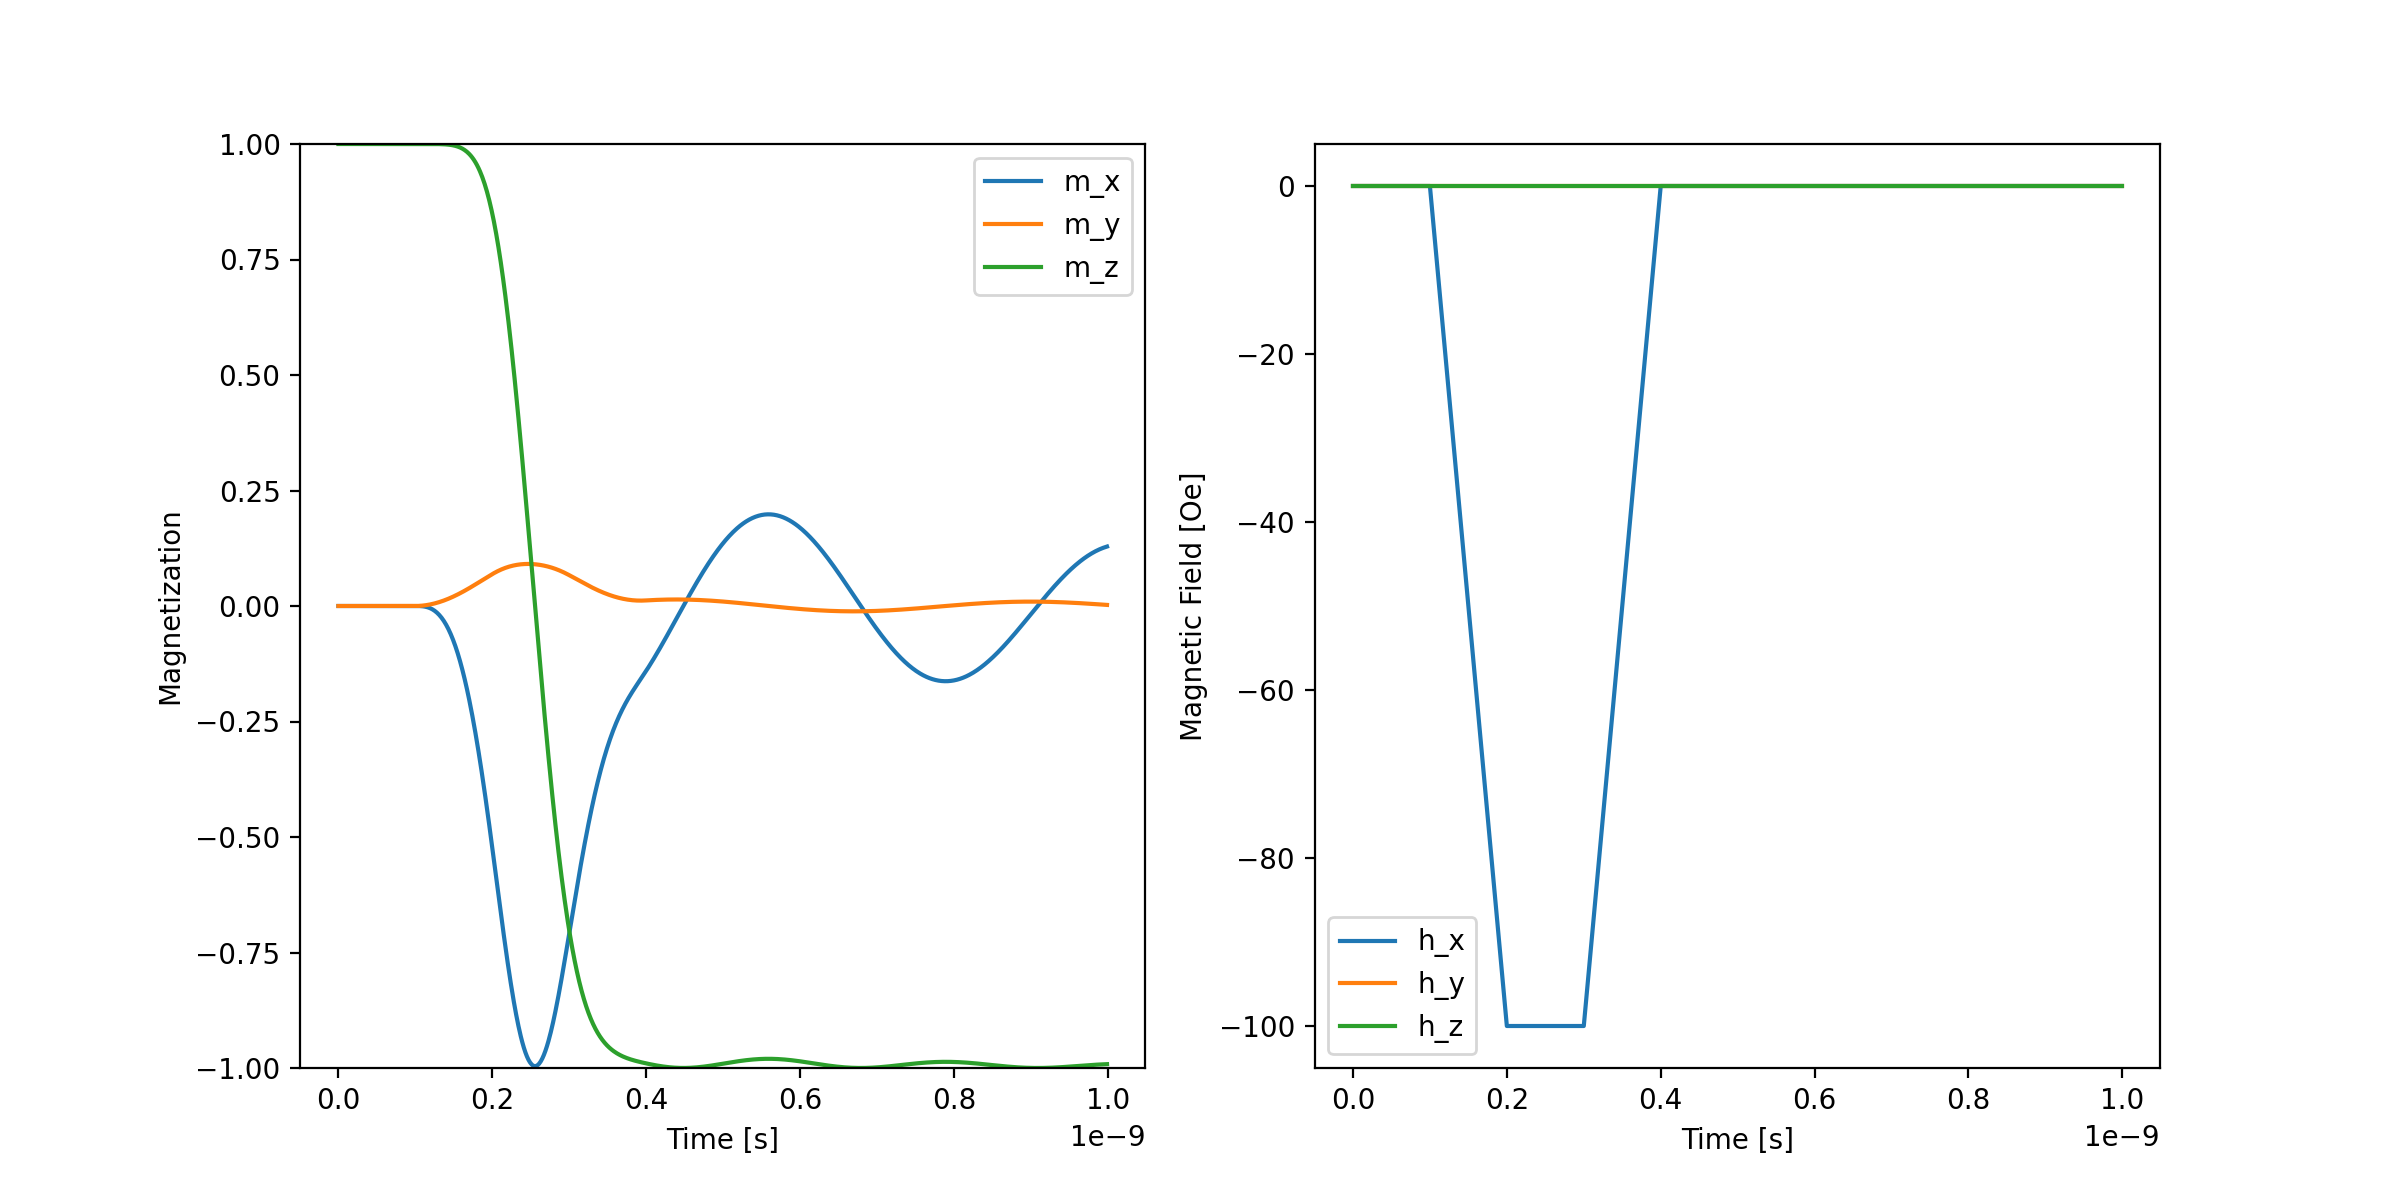 1.00
0.75
0.50
0.25
0.00
−0.25
−0.50
−0.75
−1.00
Magnetization
m_x
m_y
m_z
0.0 0.2 0.4 0.6 0.8 1.0
Time [s]
1e−9
0
−20
−40
−60
−80
−100
Magnetic Field [Oe]
h_x
h_y
h_z
0.0 0.2 0.4 0.6 0.8 1.0
Time [s]
1e−9